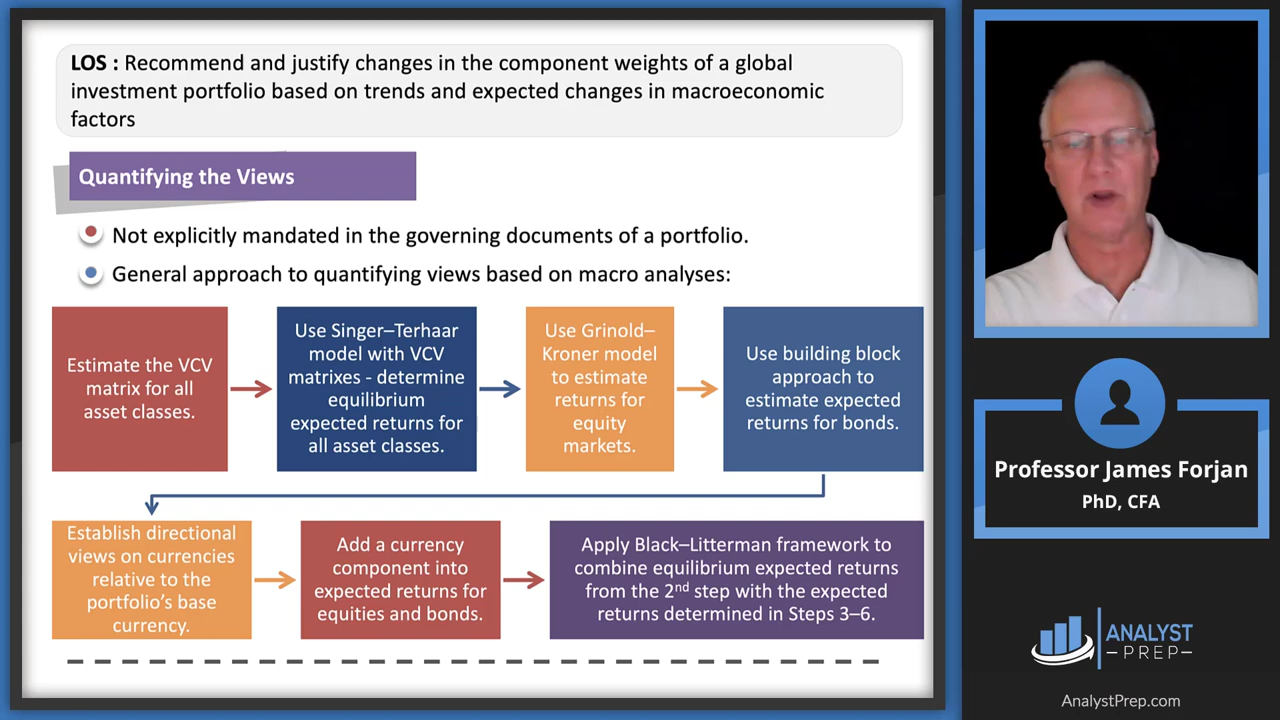 LOS : Recommend and justify changes in the component weights of a global
investment portfolio based on trends and expected changes in macroeconomic
factors
Quantifying the Views
Not explicitly mandated in the governing documents of a portfolio.
General approach to quantifying views based on macro analyses:
Estimate the VCV
matrix for all
asset classes.
Use Singer–Terhaar
model with VCV
matrixes - determine
equilibrium
expected returns for
all asset classes.
Use Grinold–
Kroner model
to estimate
returns for
equity
markets.
Use building block
approach to
estimate expected
returns for bonds.
Establish directional
views on currencies
relative to the
portfolio's base
currency.
Add a currency
component into
expected returns for
equities and bonds.
Apply Black–Litterman framework to
combine equilibrium expected returns
from the 2nd step with the expected
returns determined in Steps 3–6.
Professor James Forjan
PhD, CFA
ANALYST
—PREP—
AnalystPrep.com